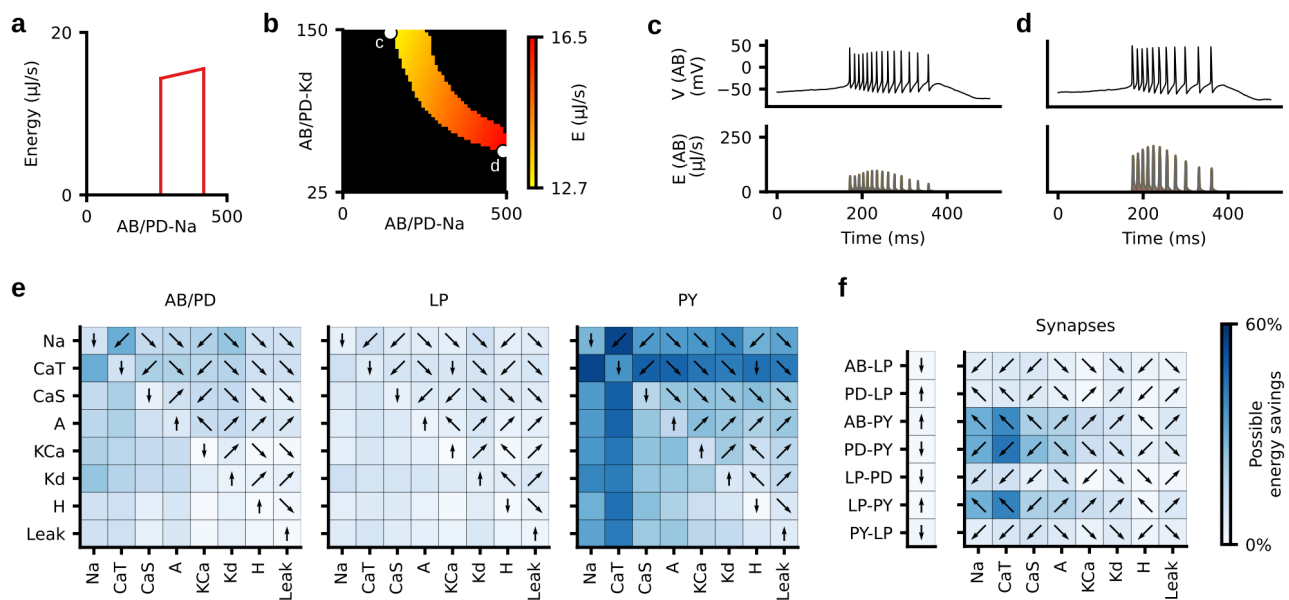 a
20
Energy (μJ/s)
0
0
500
AB/PD-Na
b
150
AB/PD-Kd
25
c
d
0
500
AB/PD-Na
16.5
E (μJ/s)
12.7
c
50
0
−50
V (AB)
(mV)
250
0
E (AB)
(μJ/s)
0
200
400
Time (ms)
d
0
200
400
Time (ms)
e
AB/PD
LP
PY
Na
CaT
CaS
A
KCa
Kd
H
Leak
Na
CaT
CaS
A
KCa
Kd
H
Leak
Na
CaT
CaS
A
KCa
Kd
H
Leak
Na
CaT
CaS
A
KCa
Kd
H
Leak
f
Synapses
AB-LP
PD-LP
AB-PY
PD-PY
LP-PD
LP-PY
PY-LP
Na
CaT
CaS
A
KCa
Kd
H
Leak
60%
Possible
energy savings
0%